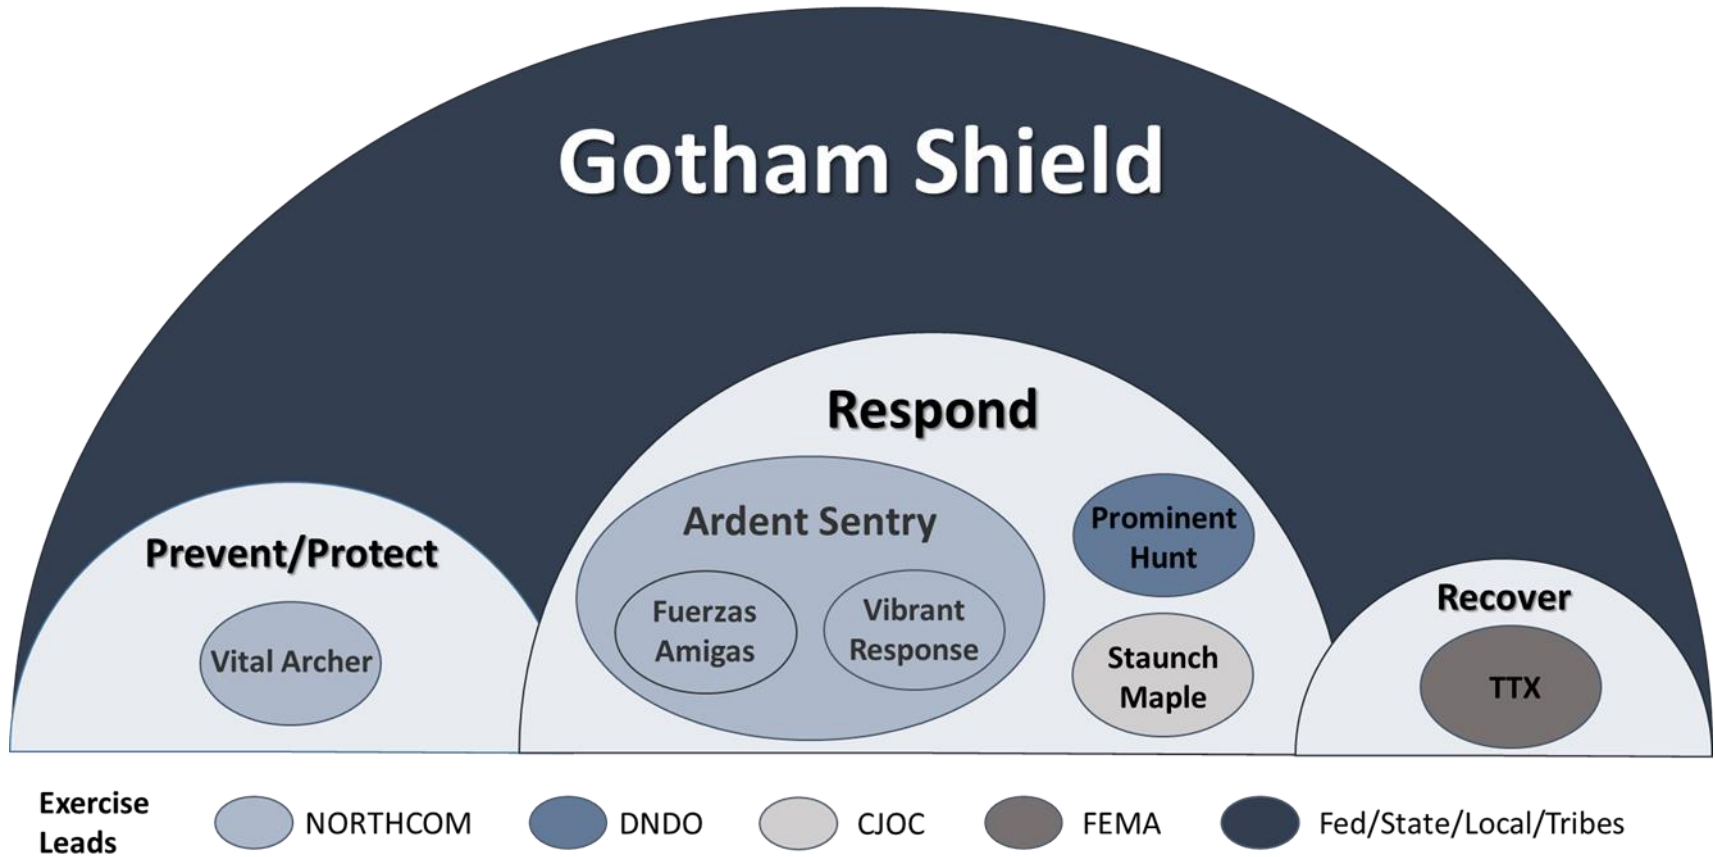 Gotham Shield
Respond
Ardent Sentry
Prominent
Hunt
Prevent/Protect
Fuerzas
Amigas
Vibrant
Response
Recover
Vital Archer
Staunch
Maple
TTX
Exercise
Leads
NORTHCOM
DNDO
CJOC
FEMA
Fed/State/Local/Tribes